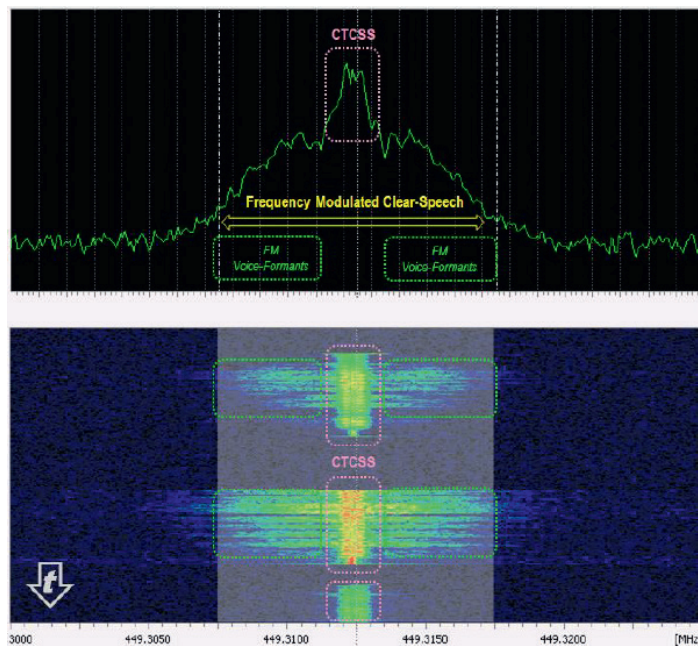 CTCSS
Frequency Modulated Clear-Speech
FM
Voice-Formants
FM
Voice-Formants
CTCSS
t
3000 449.3050 449.3100 449.3150 449.3200 [MHz